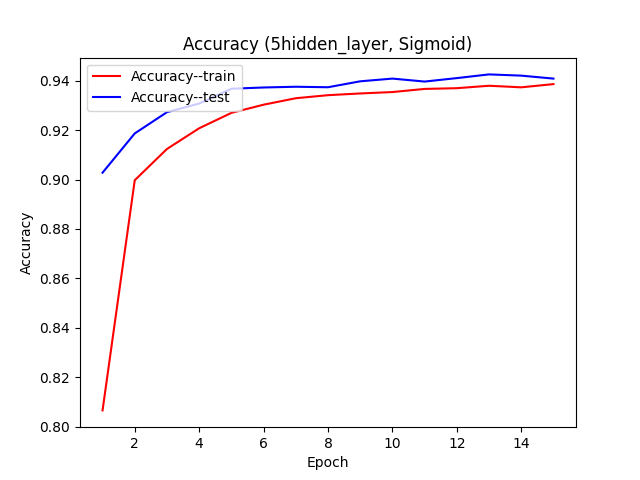 Accuracy (5hidden_layer, Sigmoid)
Accuracy--train
Accuracy--test
0.94
0.92
0.90
0.88
0.86
0.84
0.82
0.80
Accuracy
2 4 6 8 10 12 14
Epoch